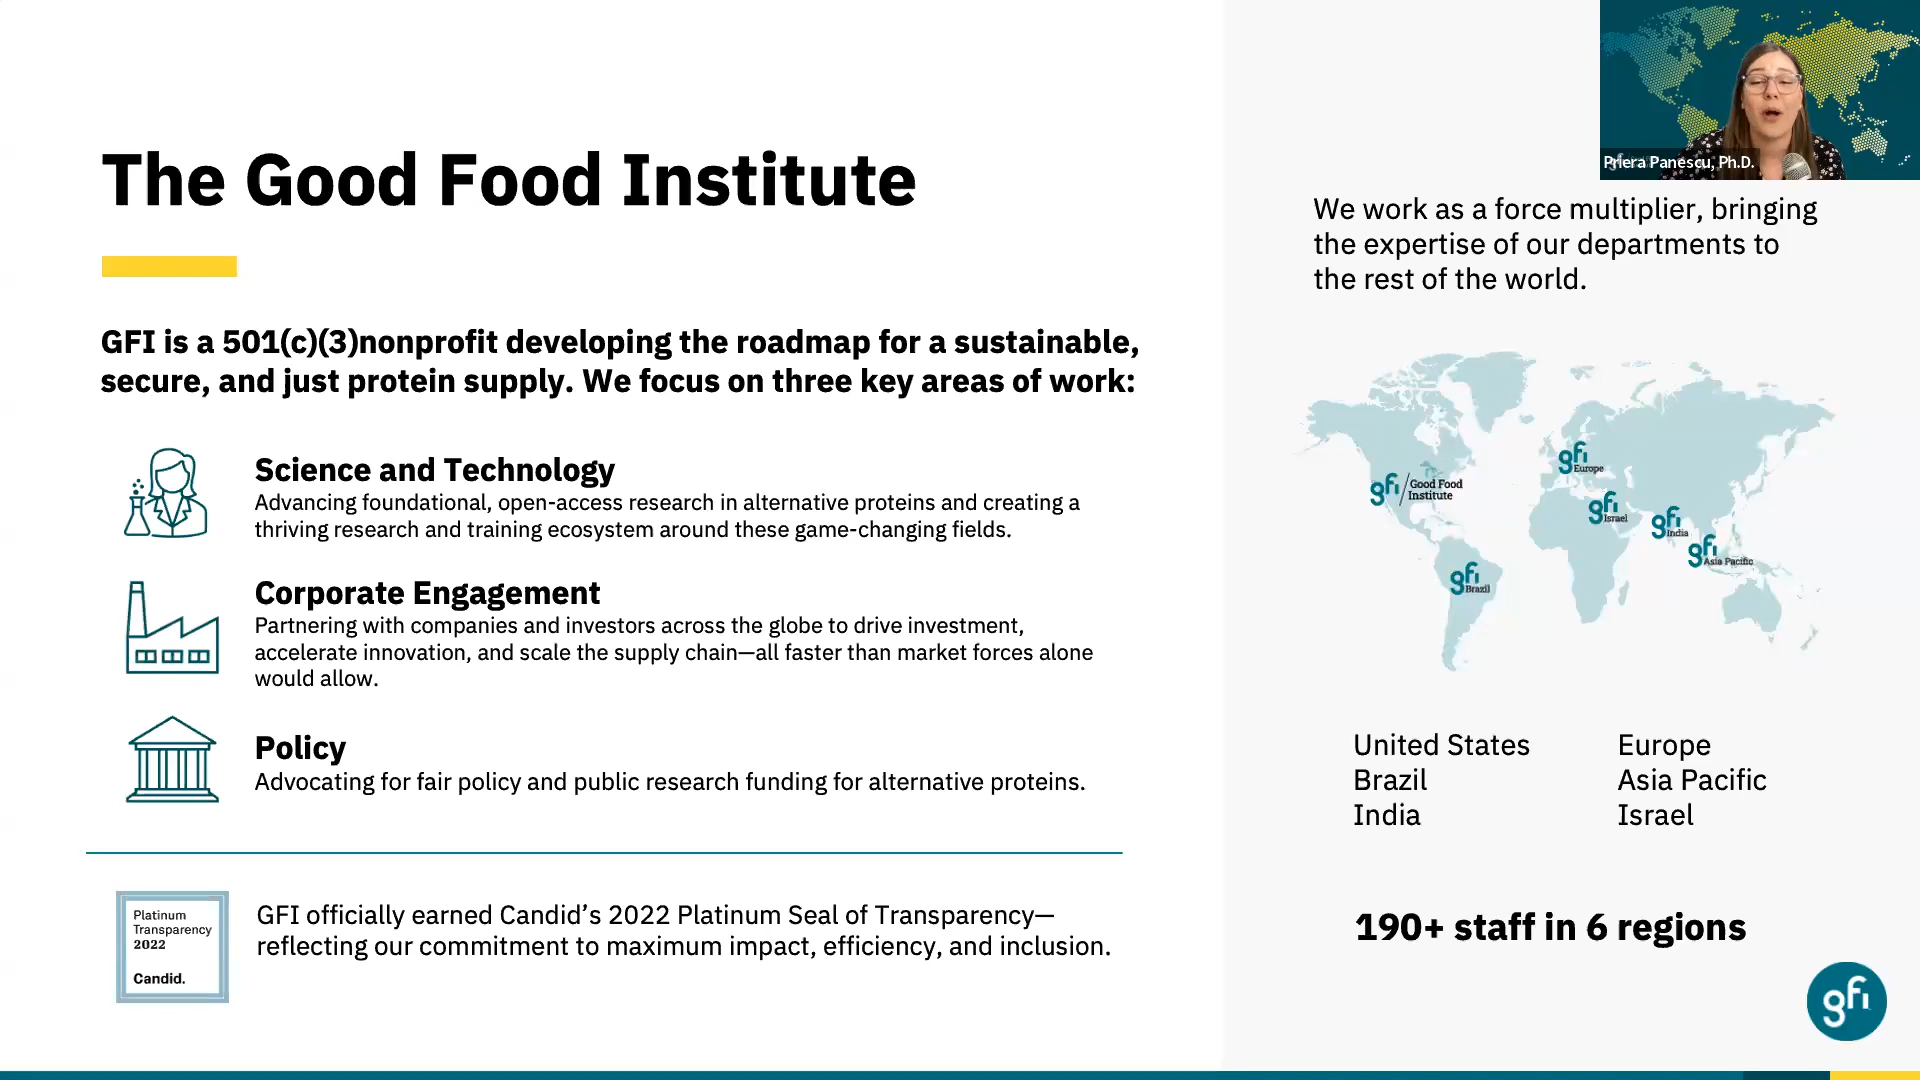 The Good Food Institute
GFI is a 501(c)(3)nonprofit developing the roadmap for a sustainable,
secure, and just protein supply. We focus on three key areas of work:
Science and Technology
Advancing foundational, open-access research in alternative proteins and creating a
thriving research and training ecosystem around these game-changing fields.
Corporate Engagement
Partnering with companies and investors across the globe to drive investment,
accelerate innovation, and scale the supply chain—all faster than market forces alone
would allow.
Policy
Advocating for fair policy and public research funding for alternative proteins.
Platinum
Transparency
2022
Candid.
GFI officially earned Candid’s 2022 Platinum Seal of Transparency—
reflecting our commitment to maximum impact, efficiency, and inclusion.
Priera Panescu, Ph.D.
We work as a force multiplier, bringing
the expertise of our departments to
the rest of the world.
gfi Europe
gfi / Good Food
Institute
gfi Israel
gfi India
gfi Asia Pacific
gfi Brazil
United States
Brazil
India
Europe
Asia Pacific
Israel
190+ staff in 6 regions
gfi